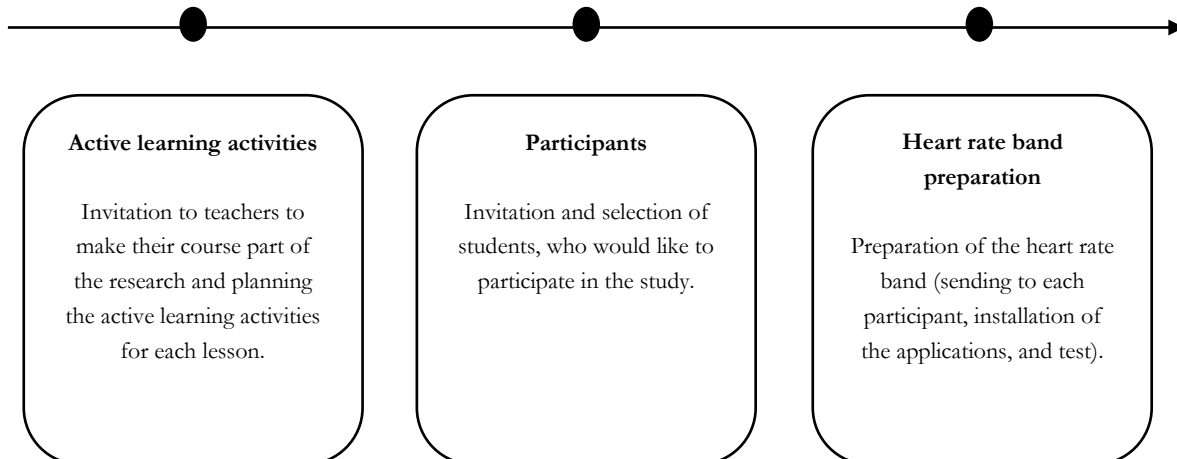 Active learning activities
Invitation to teachers to
make their course part of
the research and planning
the active learning activities
for each lesson.
Participants
Invitation and selection of
students, who would like to
participate in the study.
Heart rate band
preparation
Preparation of the heart rate
band (sending to each
participant, installation of
the applications, and test).